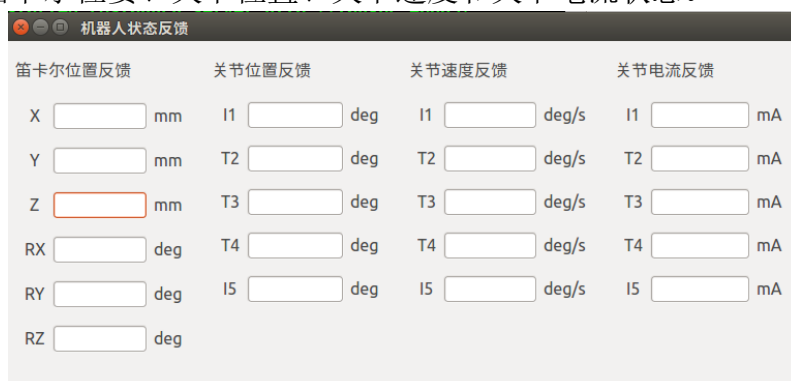 机器人状态反馈
笛卡尔位置反馈 关节位置反馈 关节速度反馈 关节电流反馈
X mm I1 deg I1 deg/s I1 mA
Y mm T2 deg T2 deg/s T2 mA
Z mm T3 deg T3 deg/s T3 mA
RX deg T4 deg T4 deg/s T4 mA
RY deg I5 deg I5 deg/s I5 mA
RZ deg